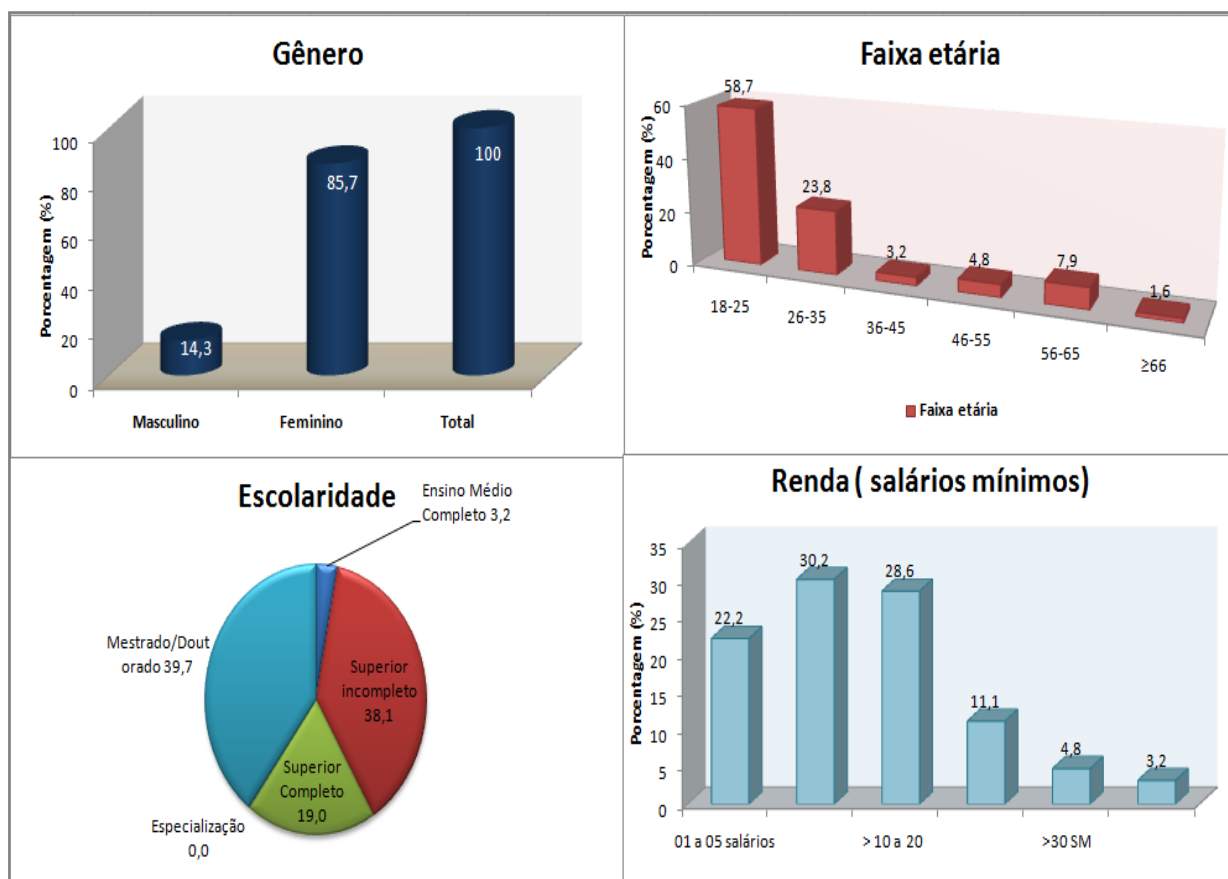 Gênero
Porcentagem (%)
100
80
60
40
20
0
14,3
85,7
100
Masculino
Feminino
Total
Faixa etária
Porcentagem (%)
60
40
20
0
58,7
23,8
3,2
4,8
7,9
1,6
18-25
26-35
36-45
46-55
56-65
≥66
Faixa etária
Escolaridade
Ensino Médio
Completo 3,2
Mestrado/Dout
orado 39,7
Superior
incompleto
38,1
Superior
Completo
19,0
Especialização
0,0
Renda ( salários mínimos)
Porcentagem (%)
35
30
25
20
15
10
5
0
22,2
30,2
28,6
11,1
4,8
3,2
01 a 05 salários
> 10 a 20
>30 SM